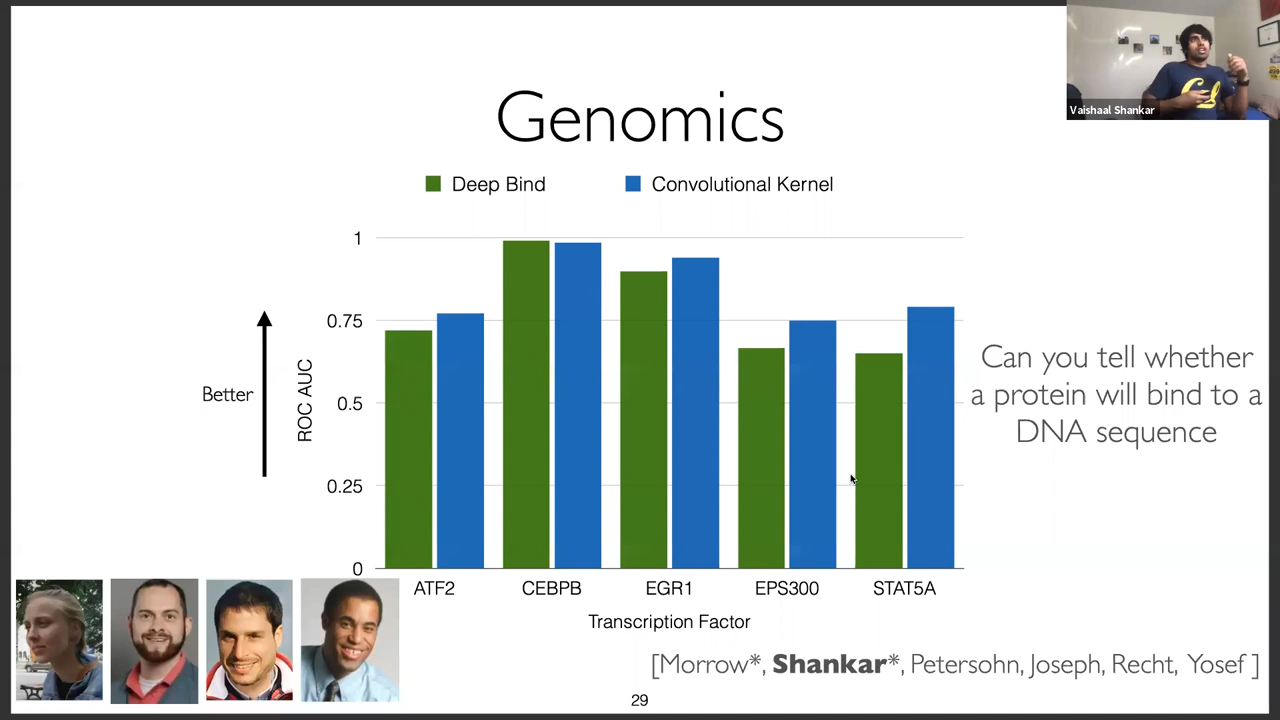 Vaishaal Shankar
Genomics
Deep Bind
Convolutional Kernel
1
0.75
0.5
0.25
0
Better
ROC AUC
ATF2
CEBPB
EGR1
EPS300
STAT5A
Transcription Factor
Can you tell whether
a protein will bind to a
DNA sequence
[Morrow*, Shankar*, Petersohn, Joseph, Recht, Yosef ]
29
Cal